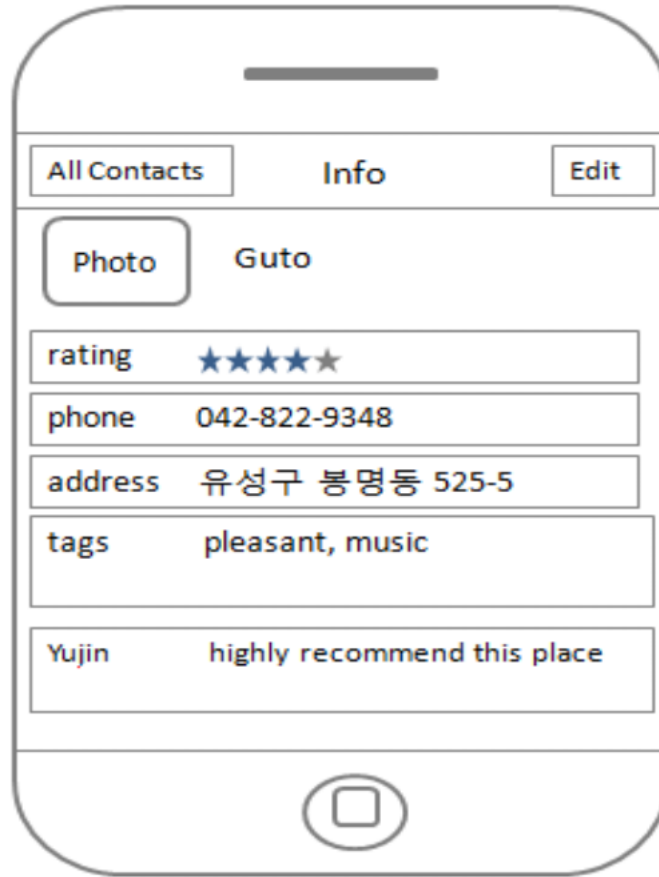 All Contacts Info Edit
Photo Guto
rating ★★★★★
phone 042-822-9348
address 유성구 봉명동 525-5
tags pleasant, music
Yujin highly recommend this place